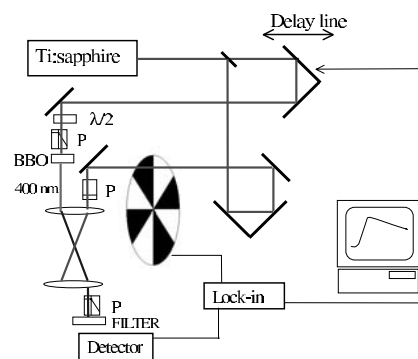 Delay line
Ti:sapphire
λ/2
P
BBO
P
400 nm
Lock-in
P
FILTER
Detector